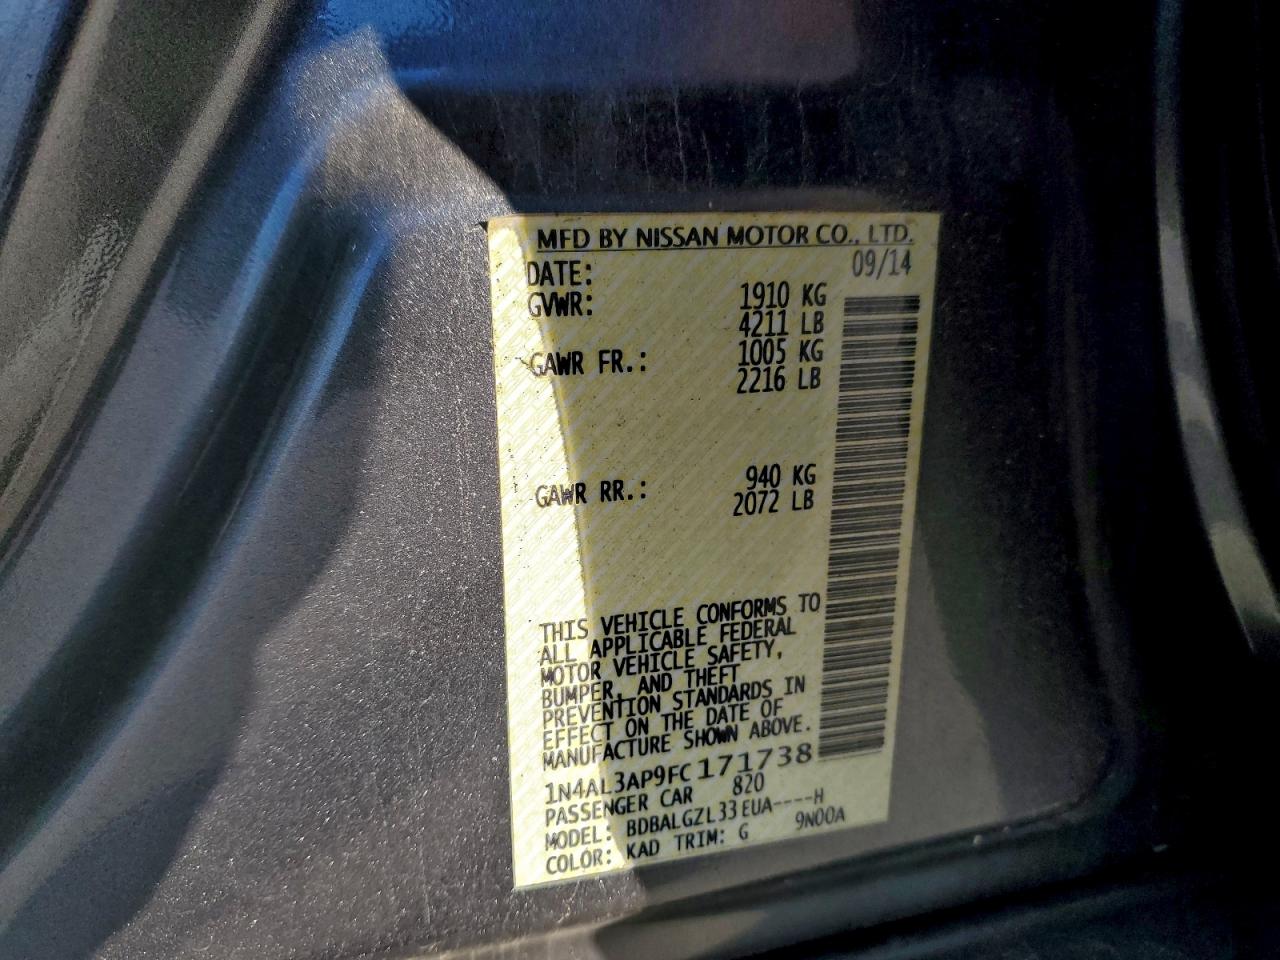 MFD BY NISSAN MOTOR CO., LTD.
DATE: 09/14
GVWR: 1910 KG
4211 LB
GAWR FR.: 1005 KG
2216 LB
GAWR RR.: 940 KG
2072 LB
THIS VEHICLE CONFORMS TO
ALL APPLICABLE FEDERAL
MOTOR VEHICLE SAFETY,
BUMPER, AND THEFT
PREVENTION STANDARDS IN
EFFECT ON THE DATE OF
MANUFACTURE SHOWN ABOVE.
1N4AL3AP9FC171738
PASSENGER CAR 820
MODEL: BDBALGZL33EUA----H
COLOR: KAD TRIM: G 9N00A